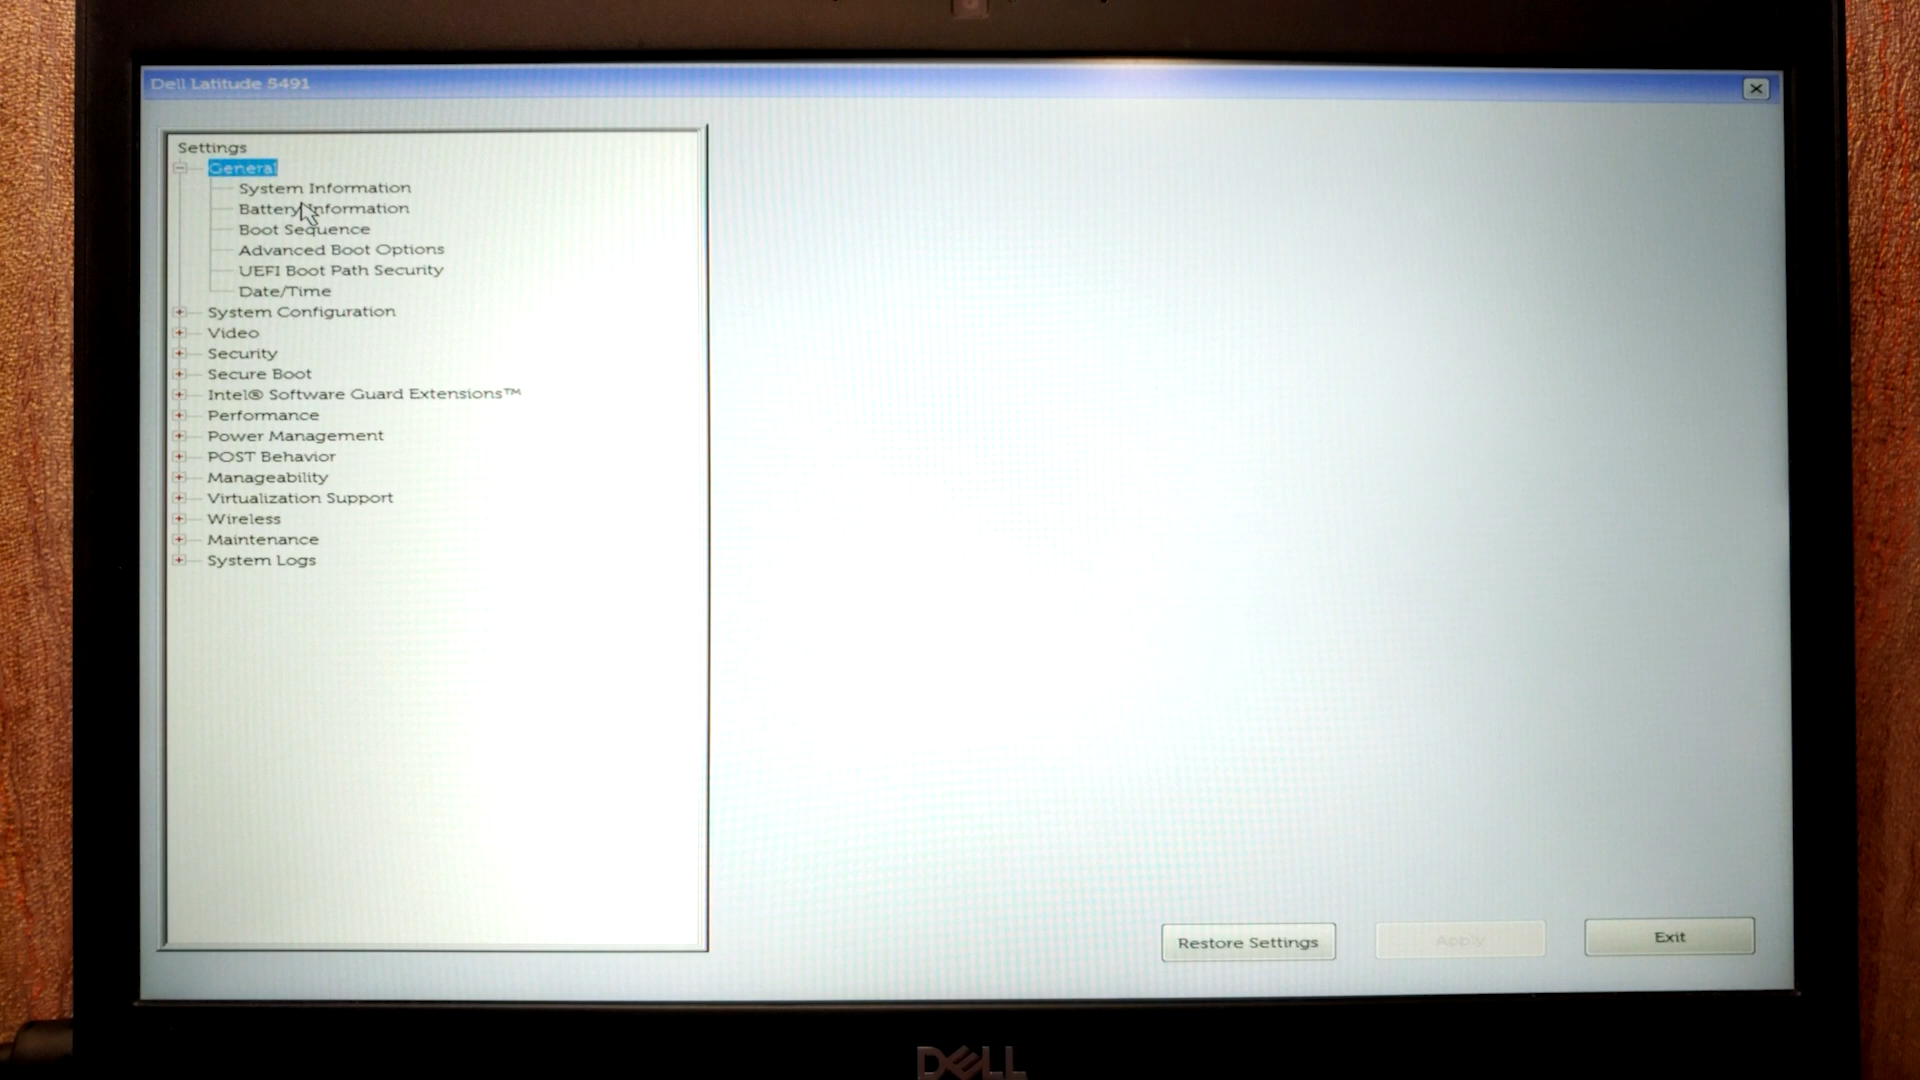 Dell Latitude 5491
Settings
General
System Information
Battery Information
Boot Sequence
Advanced Boot Options
UEFI Boot Path Security
Date/Time
System Configuration
Video
Security
Secure Boot
Intel® Software Guard Extensions™
Performance
Power Management
POST Behavior
Manageability
Virtualization Support
Wireless
Maintenance
System Logs
Restore Settings
Apply
Exit
DELL